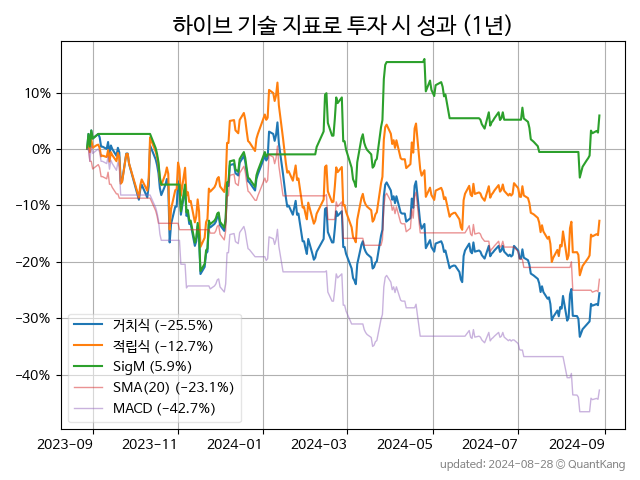 하이브 기술 지표로 투자 시 성과 (1년)
10%
0%
−10%
−20%
−30%
−40%
거치식 (−25.5%)
적립식 (−12.7%)
SigM (5.9%)
SMA(20) (−23.1%)
MACD (−42.7%)
2023-09 2023-11 2024-01 2024-03 2024-05 2024-07 2024-09
updated: 2024-08-28 © QuantKang